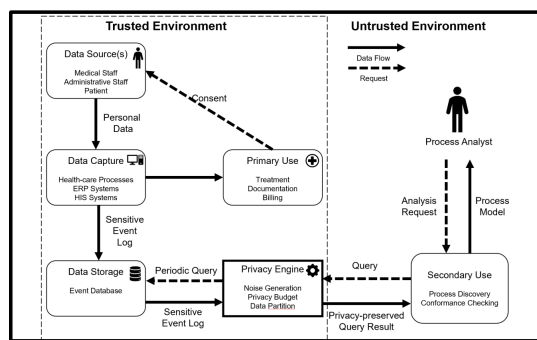 Trusted Environment
Untrusted Environment
Data Source(s)
Medical Staff
Administrative Staff
Patient
Data Flow
Request
Consent
Personal
Data
Process Analyst
Data Capture
Health-care Processes
ERP Systems
HIS Systems
Primary Use
Treatment
Documentation
Billing
Analysis
Request
Process
Model
Sensitive
Event
Log
Data Storage
Event Database
Periodic Query
Sensitive
Event Log
Privacy Engine
Noise Generation
Privacy Budget
Data Partition
Query
Privacy-preserved
Query Result
Secondary Use
Process Discovery
Conformance Checking